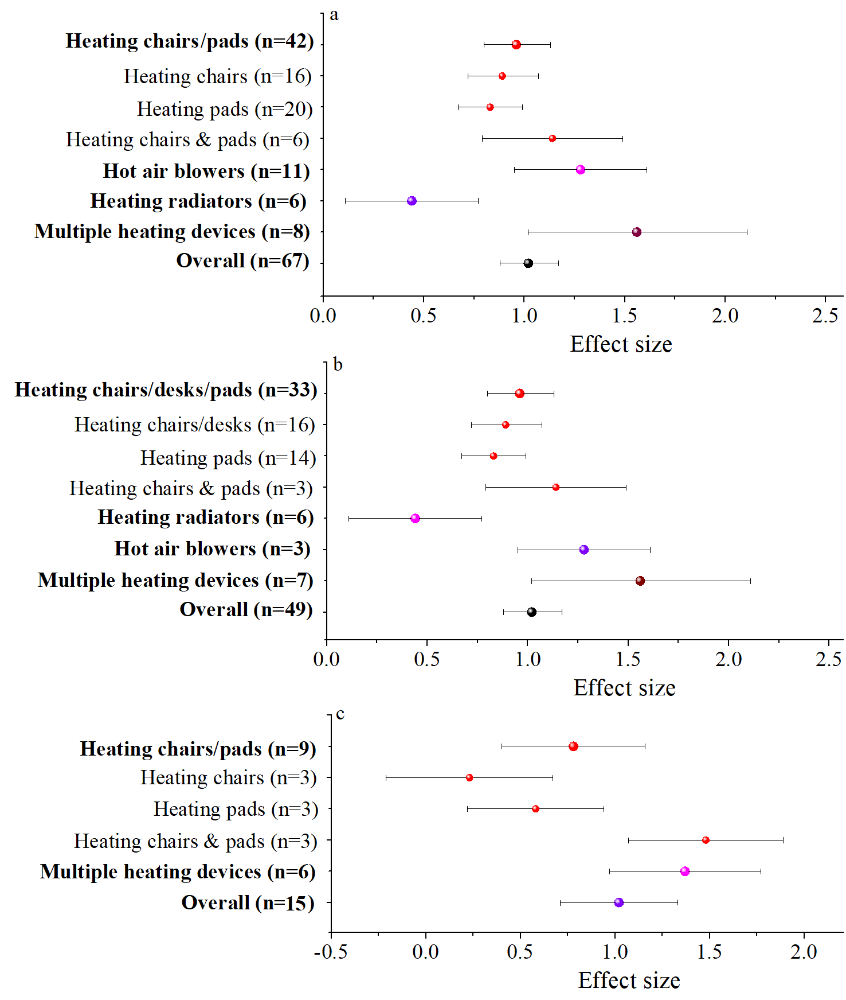 a
Heating chairs/pads (n=42)
Heating chairs (n=16)
Heating pads (n=20)
Heating chairs & pads (n=6)
Hot air blowers (n=11)
Heating radiators (n=6)
Multiple heating devices (n=8)
Overall (n=67)
0.0 0.5 1.0 1.5 2.0 2.5
Effect size
b
Heating chairs/desks/pads (n=33)
Heating chairs/desks (n=16)
Heating pads (n=14)
Heating chairs & pads (n=3)
Heating radiators (n=6)
Hot air blowers (n=3)
Multiple heating devices (n=7)
Overall (n=49)
0.0 0.5 1.0 1.5 2.0 2.5
Effect size
c
Heating chairs/pads (n=9)
Heating chairs (n=3)
Heating pads (n=3)
Heating chairs & pads (n=3)
Multiple heating devices (n=6)
Overall (n=15)
-0.5 0.0 0.5 1.0 1.5 2.0
Effect size